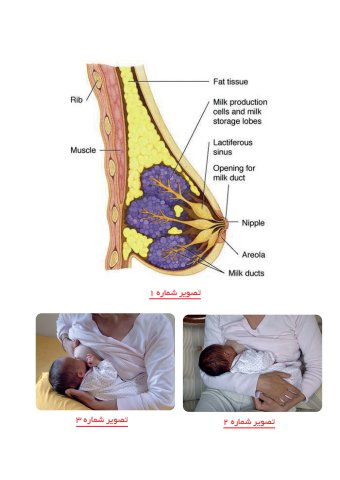 Fat tissue
Rib
Milk production
cells and milk
storage lobes
Muscle
Lactiferous
sinus
Opening for
milk duct
Nipple
Areola
Milk ducts
تصویر شماره ۱
تصویر شماره ۳
تصویر شماره ۲